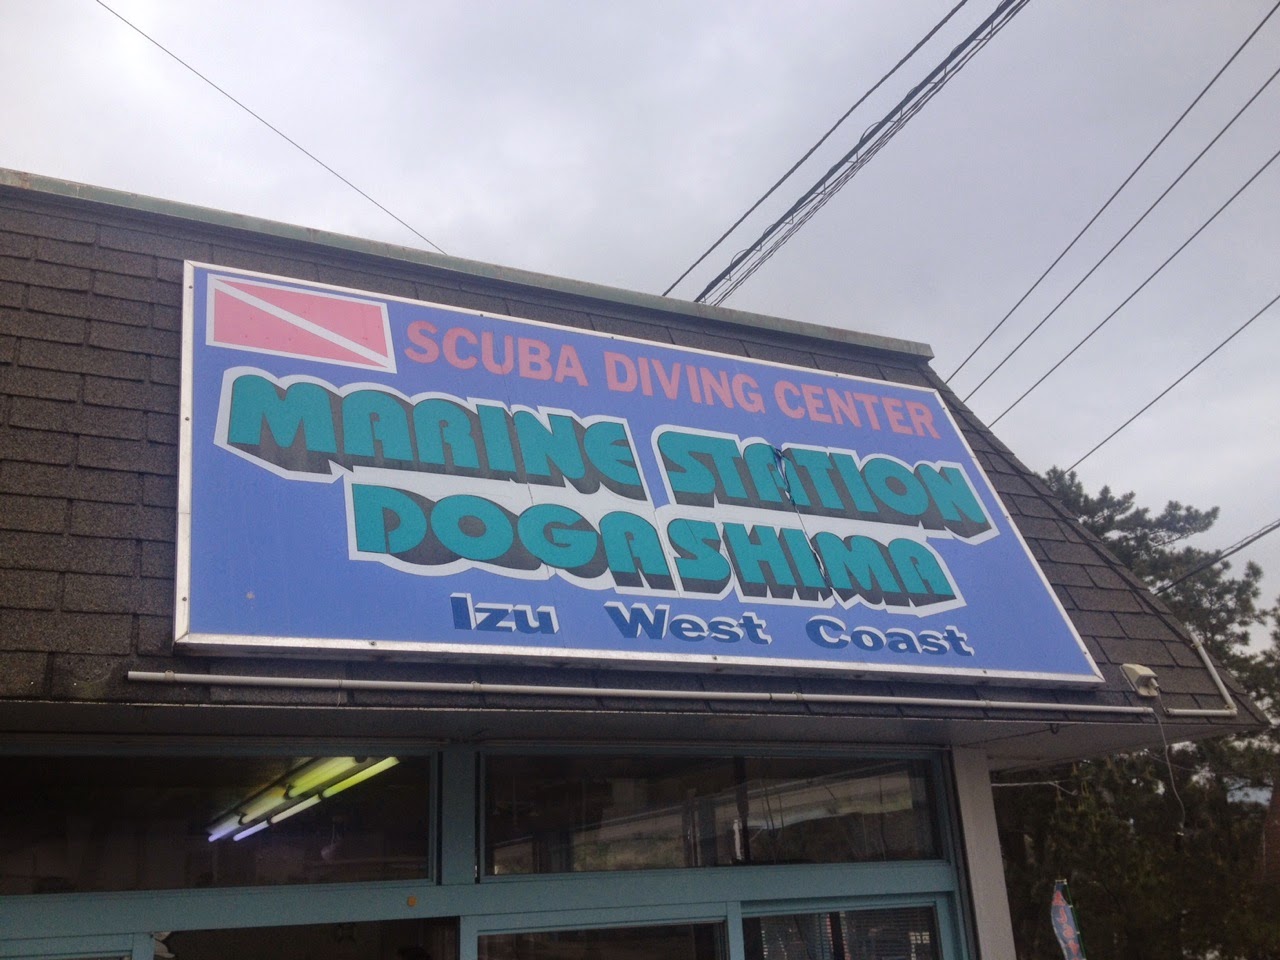 SCUBA DIVING CENTER
MARINE STATION
DOGASHIMA
Izu West Coast